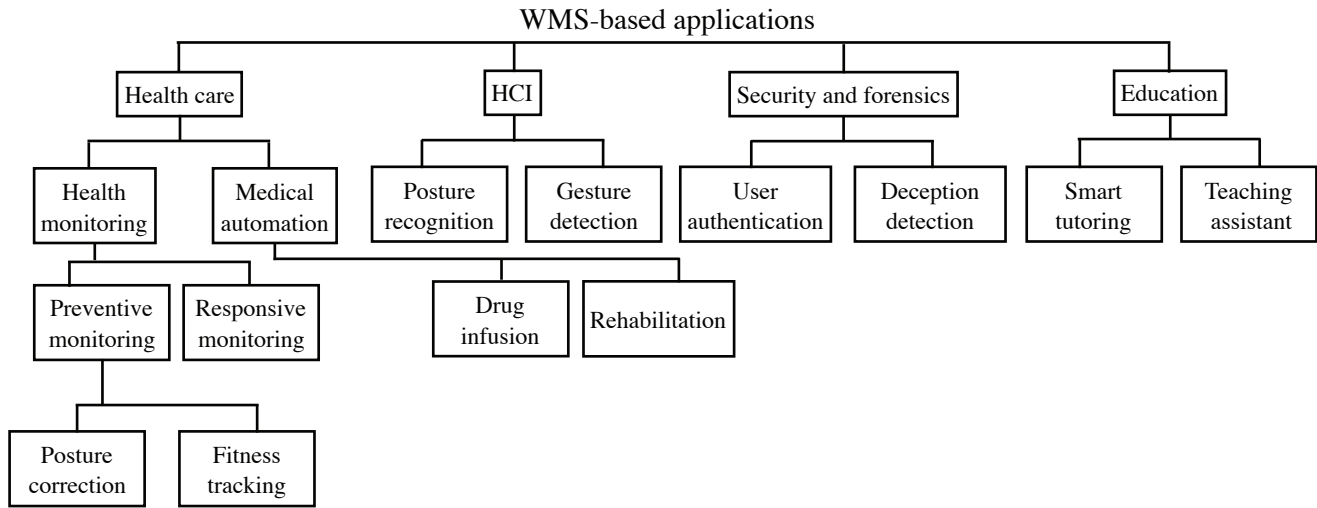 WMS-based applications
Health care
HCI
Security and forensics
Education
Health
monitoring
Medical
automation
Posture
recognition
Gesture
detection
User
authentication
Deception
detection
Smart
tutoring
Teaching
assistant
Preventive
monitoring
Responsive
monitoring
Drug
infusion
Rehabilitation
Posture
correction
Fitness
tracking